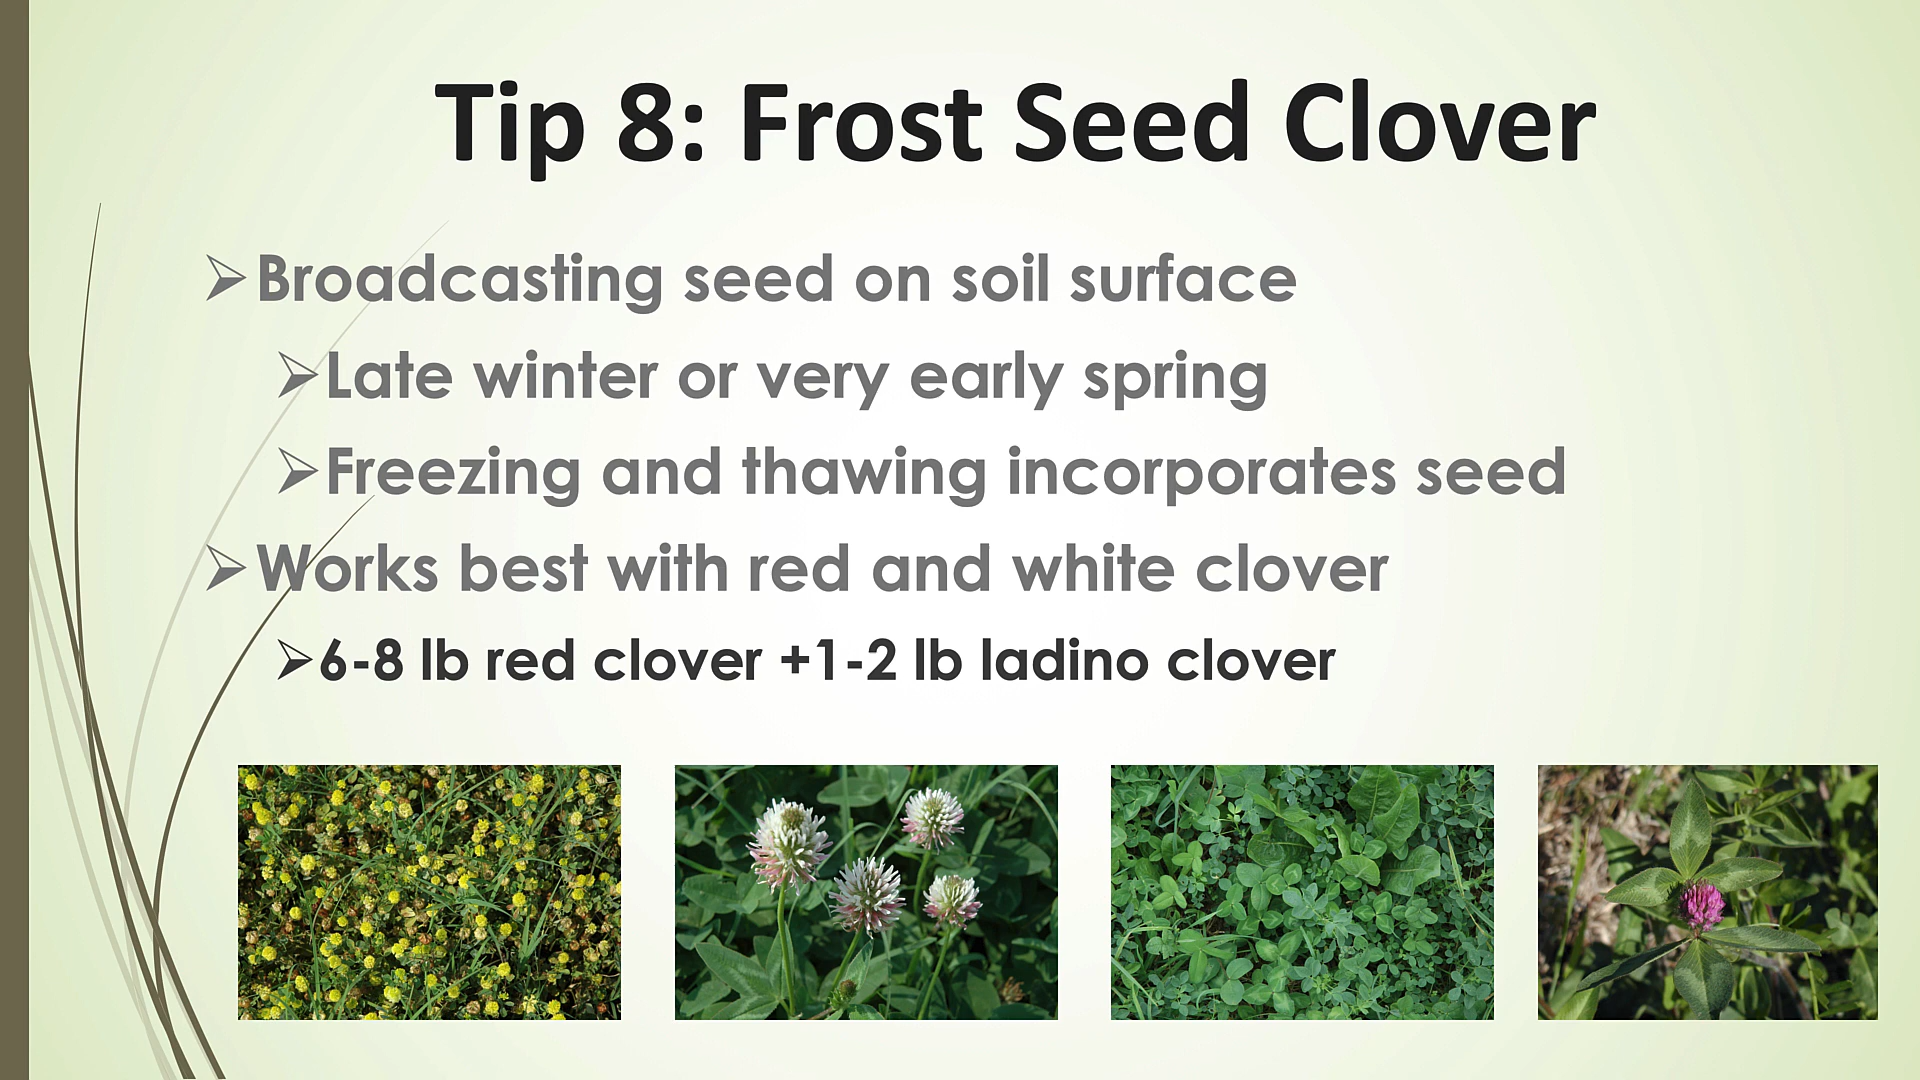 Tip 8: Frost Seed Clover
➢Broadcasting seed on soil surface
➢Late winter or very early spring
➢Freezing and thawing incorporates seed
➢Works best with red and white clover
➢6-8 lb red clover +1-2 lb ladino clover